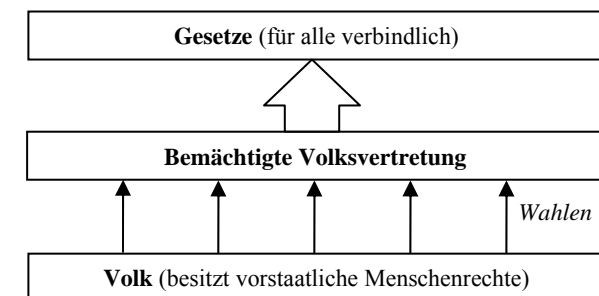 Gesetze (für alle verbindlich)
Bemächtigte Volksvertretung
Wahlen
Volk (besitzt vorstaatliche Menschenrechte)